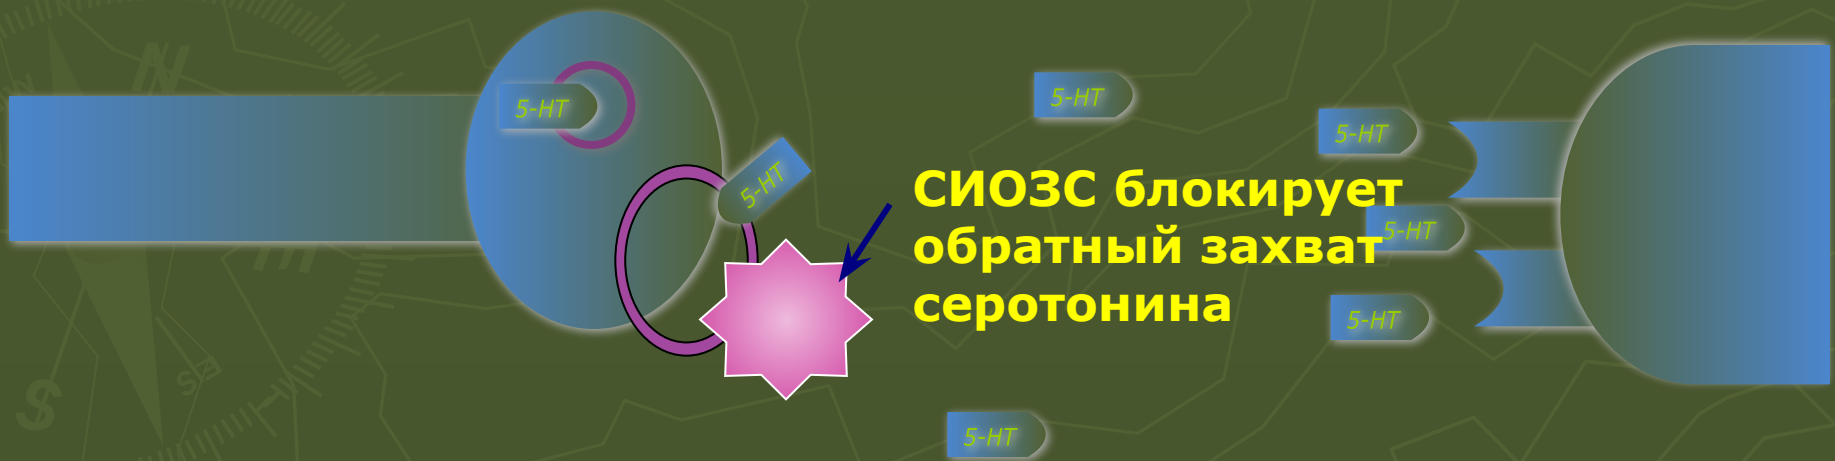 5-HT
5-HT
5-HT
5-HT
СИОЗС блокирует
обратный захват
серотонина
5-HT
5-HT
5-HT
N
S